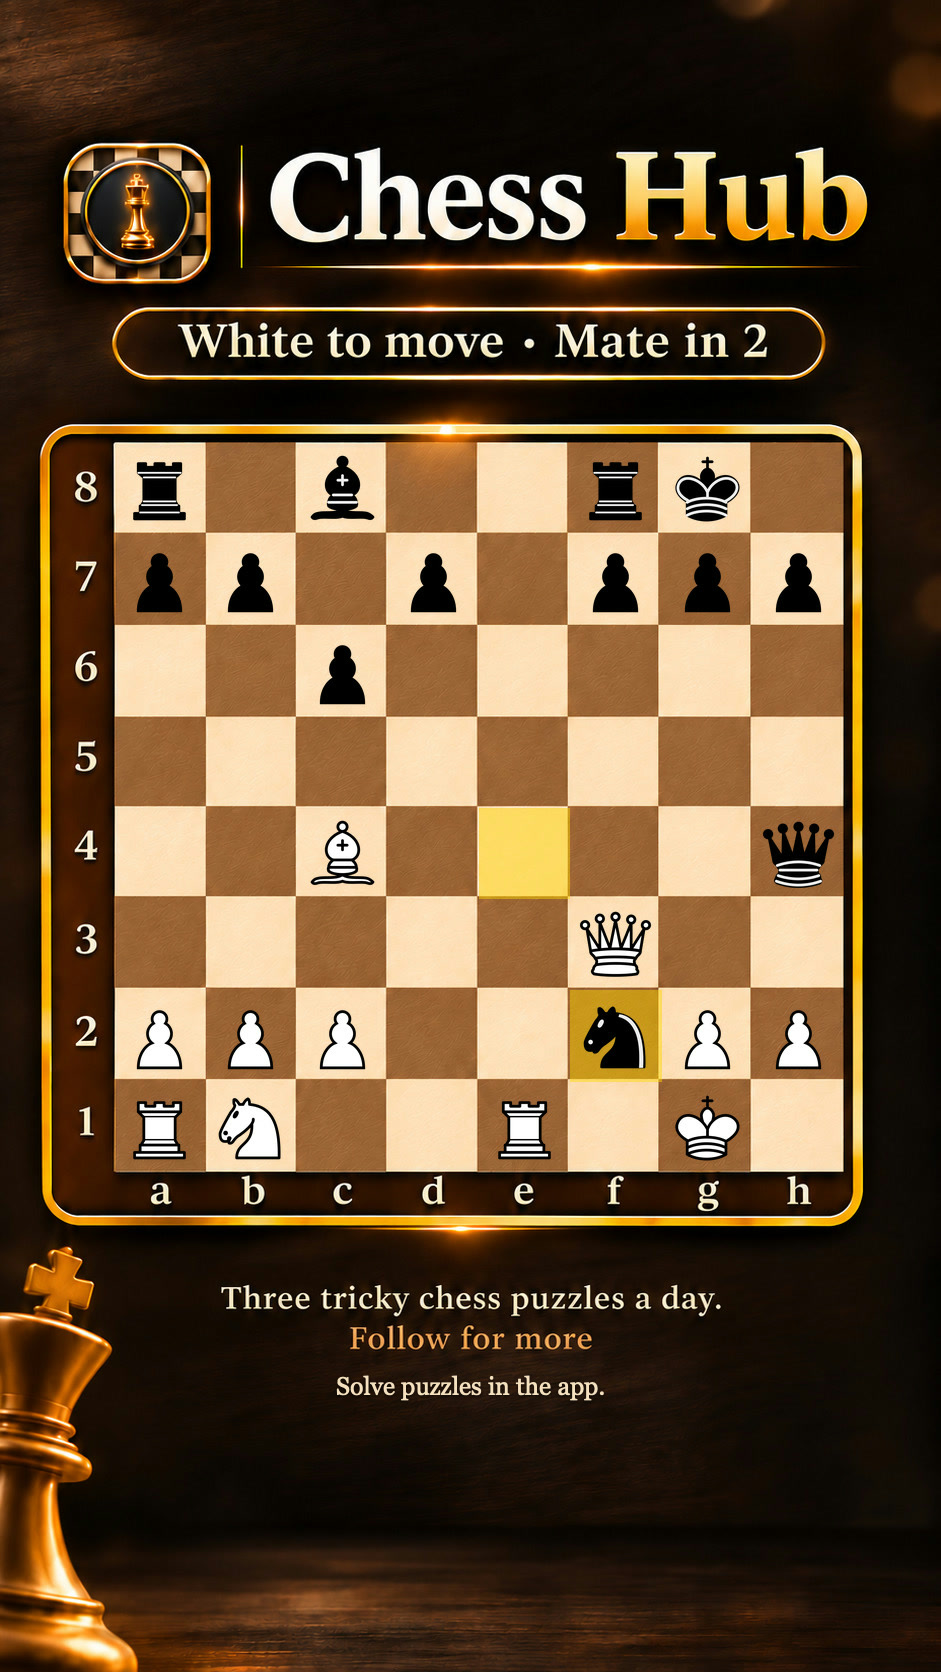 Chess Hub
White to move • Mate in 2
8
7
6
5
4
3
2
1
a b c d e f g h
Three tricky chess puzzles a day.
Follow for more
Solve puzzles in the app.